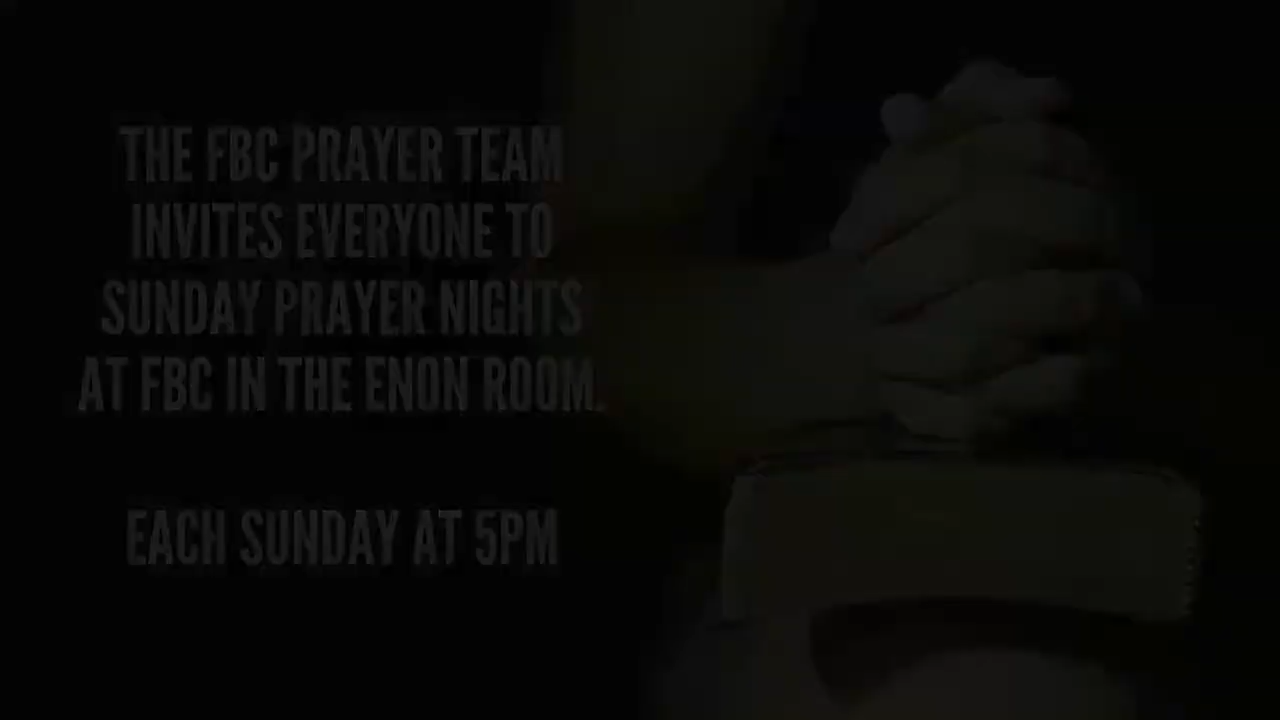 THE FBC PRAYER TEAM
INVITES EVERYONE TO
SUNDAY PRAYER NIGHTS
AT FBC IN THE ENON ROOM.
EACH SUNDAY AT 5PM